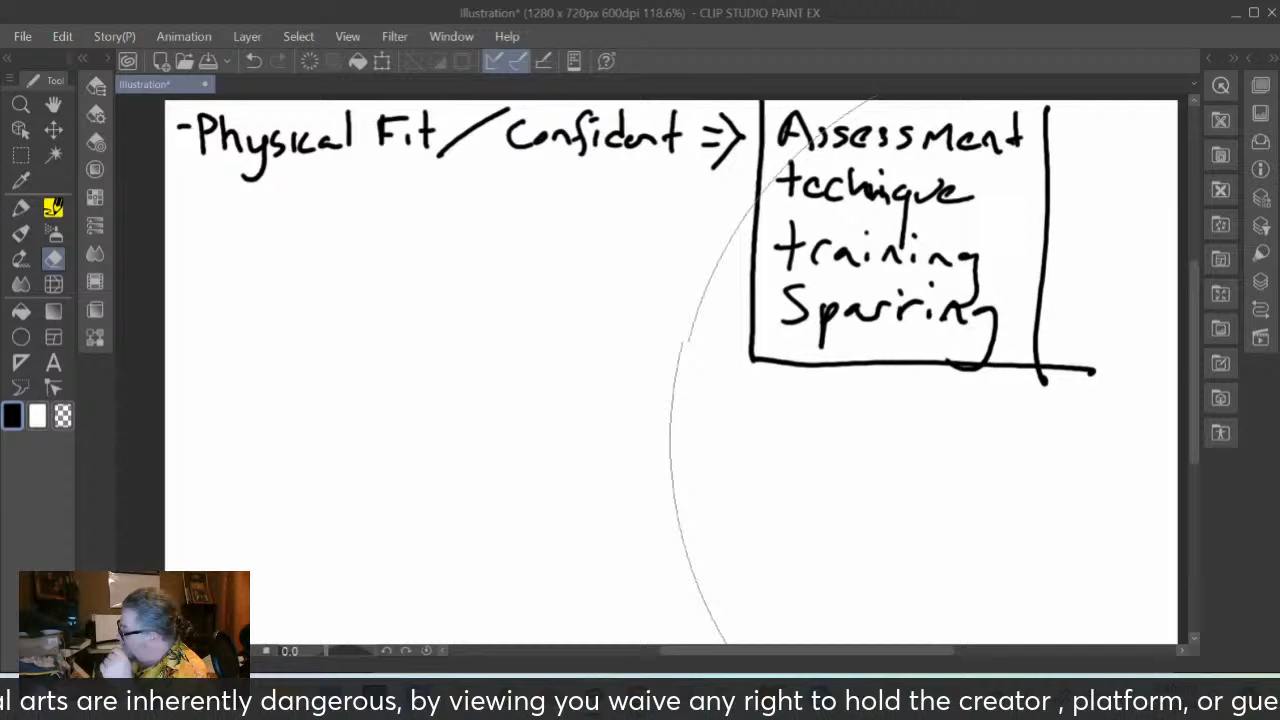 Illustration* (1280 x 720px 600dpi 118.6%) - CLIP STUDIO PAINT EX
File Edit Story(P) Animation Layer Select View Filter Window Help
Tool
Illustration*
-Physical Fit/Confident => Assessment
technique
training
Sparring
0.0
al arts are inherently dangerous, by viewing you waive any right to hold the creator , platform, or gue